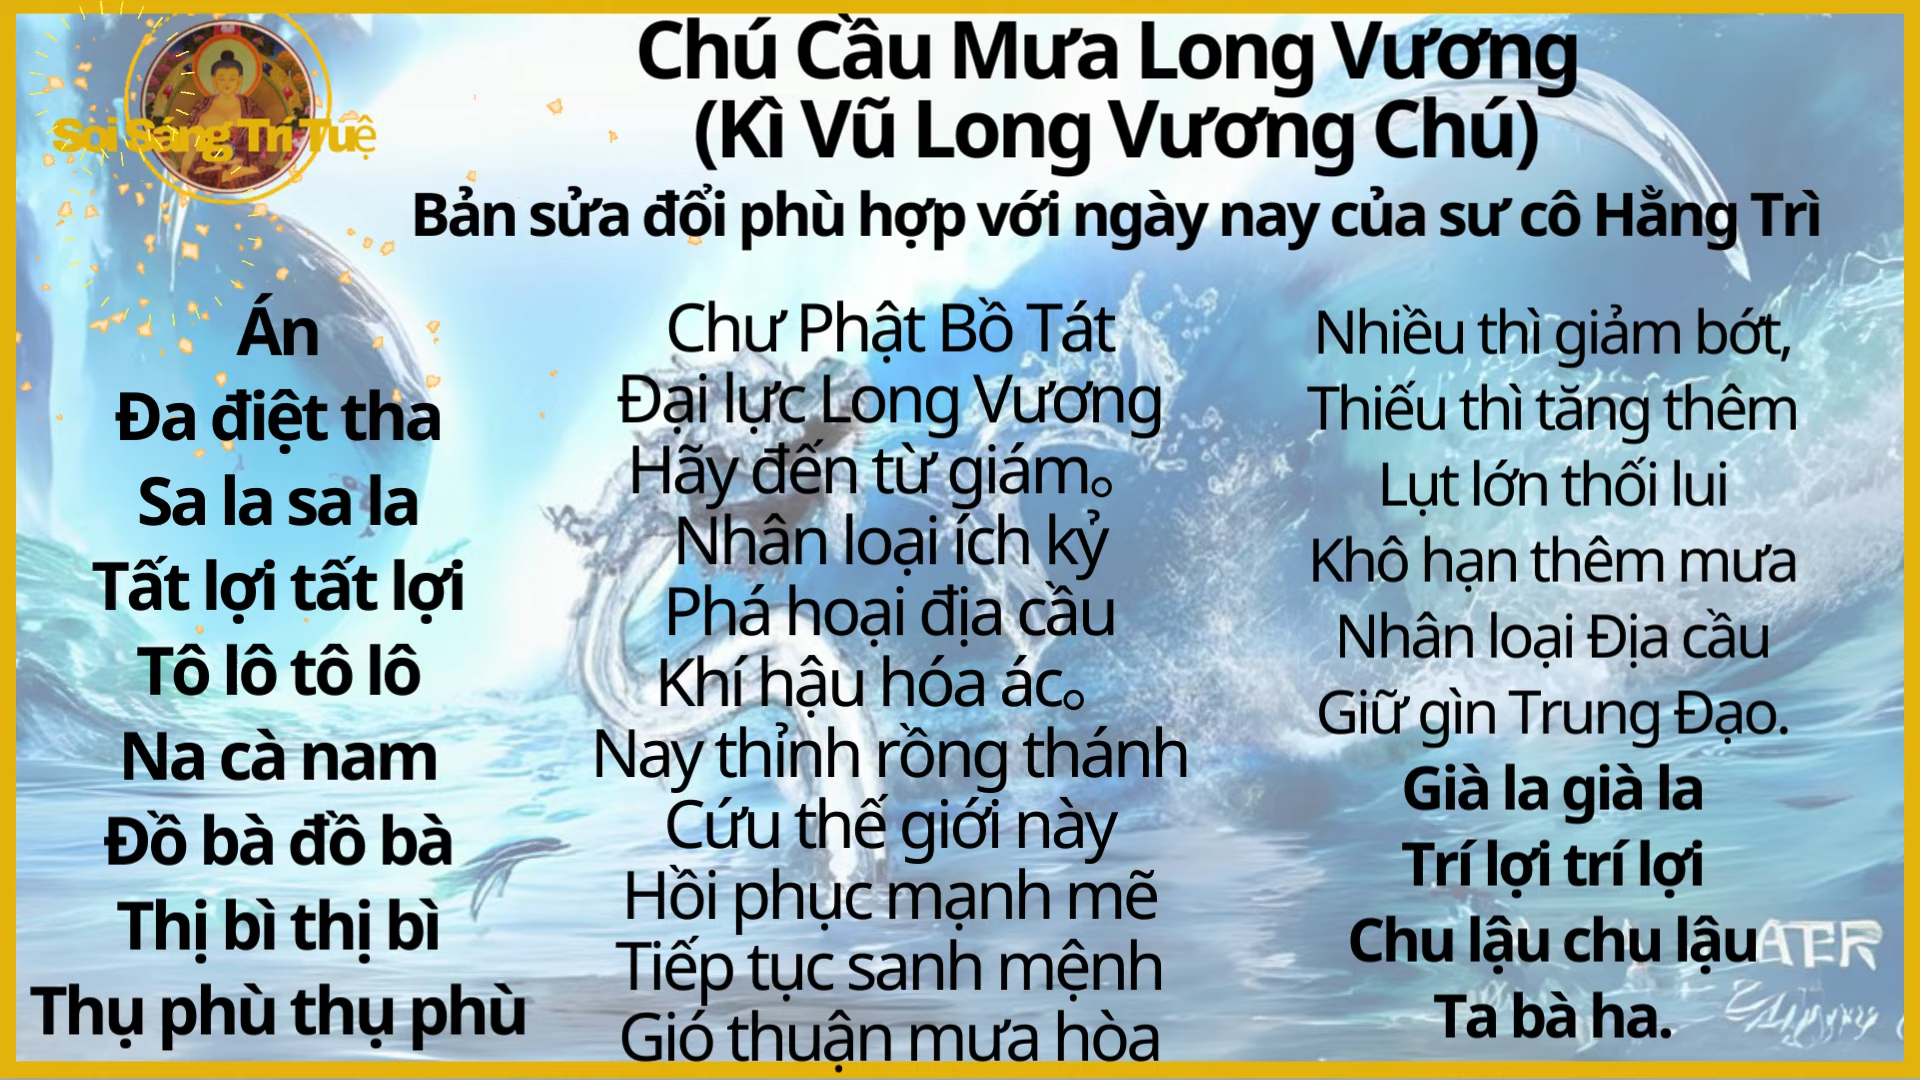 Soi Sáng Trí Tuệ
Chú Cầu Mưa Long Vương
(Kì Vũ Long Vương Chú)
Bản sửa đổi phù hợp với ngày nay của sư cô Hằng Trì
Án
Đa điệt tha
Sa la sa la
Tất lợi tất lợi
Tô lô tô lô
Na cà nam
Đồ bà đồ bà
Thị bì thị bì
Thụ phù thụ phù
Chư Phật Bồ Tát
Đại lực Long Vương
Hãy đến từ giám。
Nhân loại ích kỷ
Phá hoại địa cầu
Khí hậu hóa ác。
Nay thỉnh rồng thánh
Cứu thế giới này
Hồi phục mạnh mẽ
Tiếp tục sanh mệnh
Gió thuận mưa hòa
Nhiều thì giảm bớt,
Thiếu thì tăng thêm
Lụt lớn thối lui
Khô hạn thêm mưa
Nhân loại Địa cầu
Giữ gìn Trung Đạo.
Già la già la
Trí lợi trí lợi
Chu lậu chu lậu
Ta bà ha.